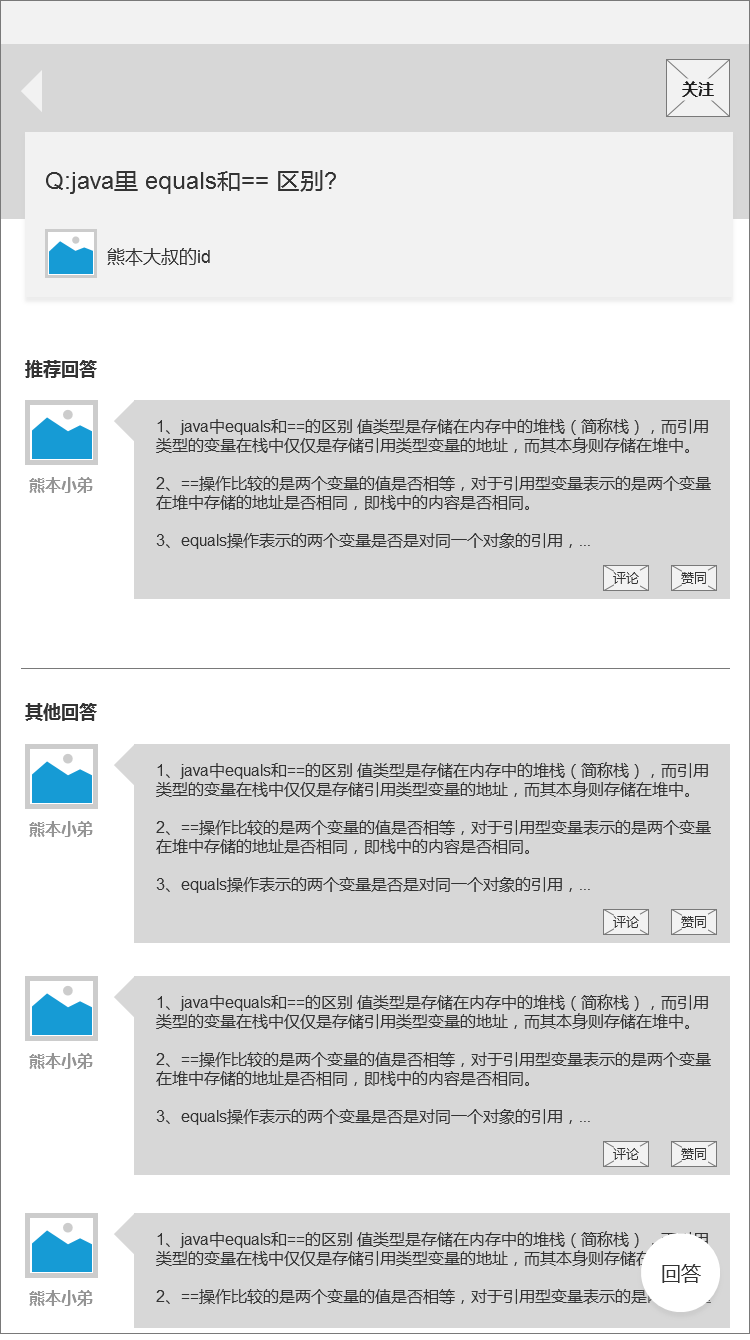 关注
Q:java里 equals和== 区别?
熊本大叔的id
推荐回答
1、java中equals和==的区别 值类型是存储在内存中的堆栈（简称栈），而引用
类型的变量在栈中仅仅是存储引用类型变量的地址，而其本身则存储在堆中。
熊本小弟
2、==操作比较的是两个变量的值是否相等，对于引用型变量表示的是两个变量
在堆中存储的地址是否相同，即栈中的内容是否相同。
3、equals操作表示的两个变量是否是对同一个对象的引用，...
评论 赞同
其他回答
1、java中equals和==的区别 值类型是存储在内存中的堆栈（简称栈），而引用
类型的变量在栈中仅仅是存储引用类型变量的地址，而其本身则存储在堆中。
熊本小弟
2、==操作比较的是两个变量的值是否相等，对于引用型变量表示的是两个变量
在堆中存储的地址是否相同，即栈中的内容是否相同。
3、equals操作表示的两个变量是否是对同一个对象的引用，...
评论 赞同
1、java中equals和==的区别 值类型是存储在内存中的堆栈（简称栈），而引用
类型的变量在栈中仅仅是存储引用类型变量的地址，而其本身则存储在堆中。
熊本小弟
2、==操作比较的是两个变量的值是否相等，对于引用型变量表示的是两个变量
在堆中存储的地址是否相同，即栈中的内容是否相同。
3、equals操作表示的两个变量是否是对同一个对象的引用，...
评论 赞同
1、java中equals和==的区别 值类型是存储在内存中的堆栈（简称栈），
类型的变量在栈中仅仅是存储引用类型变量的地址，而其本身则存储
熊本小弟
2、==操作比较的是两个变量的值是否相等，对于引用型变量表示的是
回答